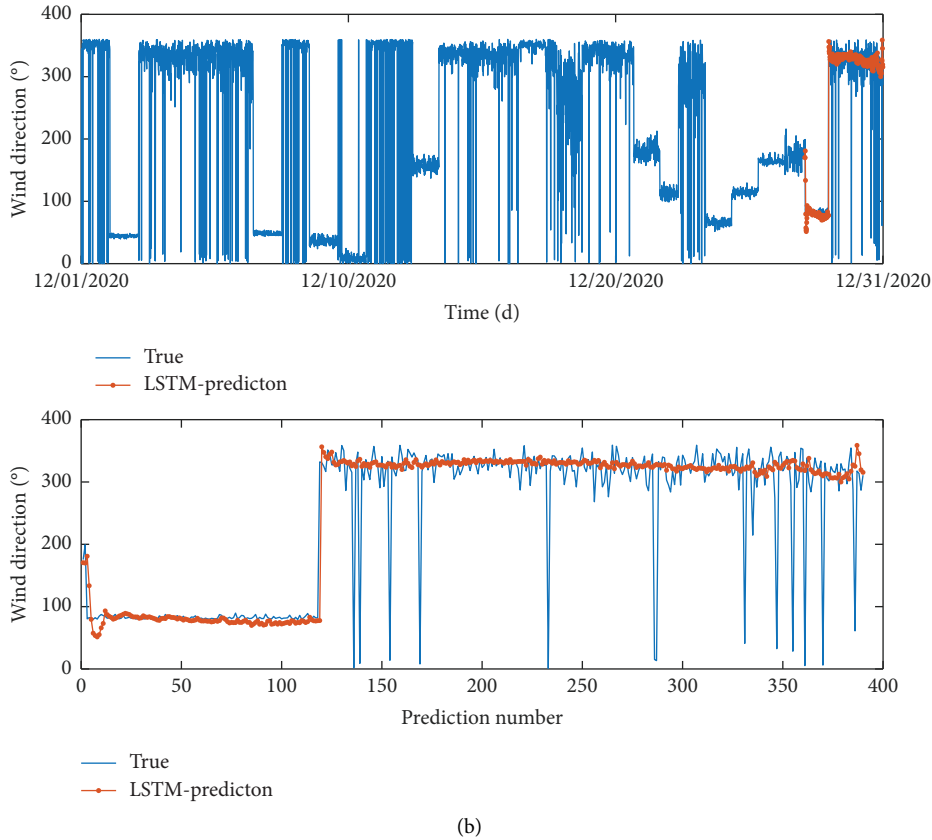 400
300
200
100
0
Wind direction (°)
12/01/2020 12/10/2020 12/20/2020 12/31/2020
Time (d)
True
LSTM-predicton
400
300
200
100
0
Wind direction (°)
0 50 100 150 200 250 300 350 400
Prediction number
True
LSTM-predicton
(b)